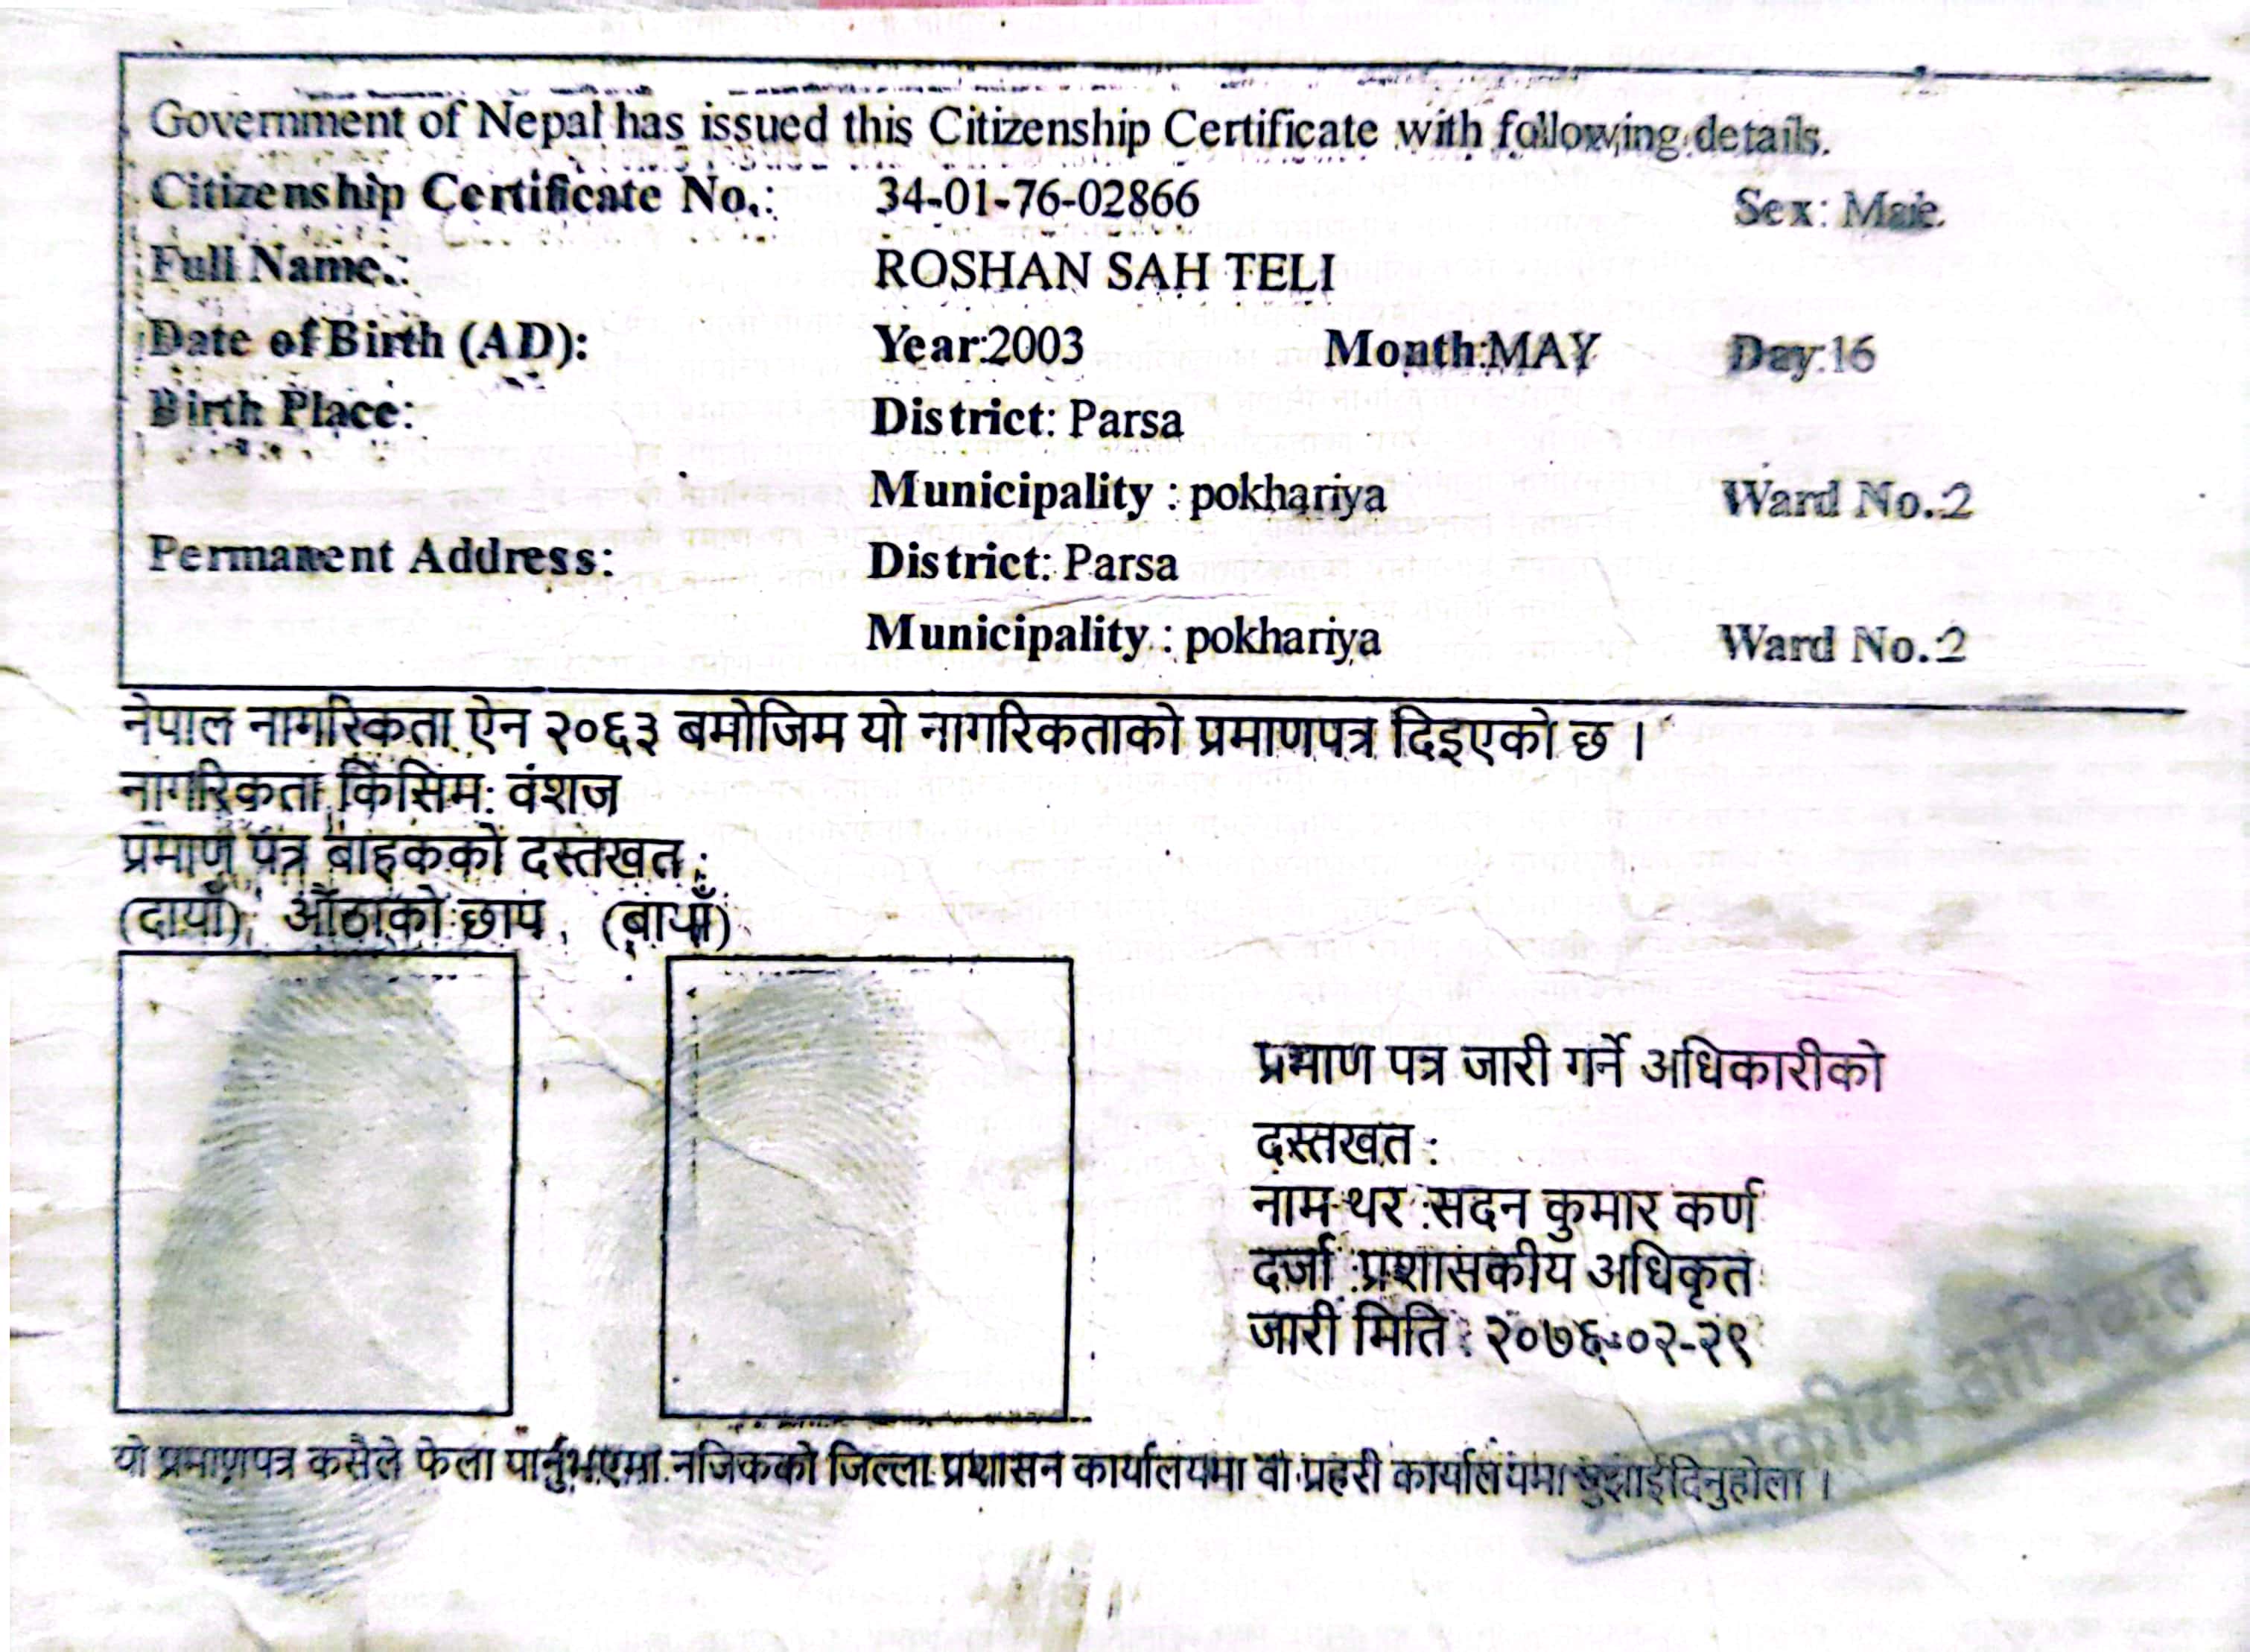 Government of Nepal has issued this Citizenship Certificate with following details.
Citizenship Certificate No.: 34-01-76-02866 Sex: Male
Full Name.: ROSHAN SAH TELI
Date of Birth (AD): Year:2003 Month:MAY Day:16
Birth Place: District: Parsa
Municipality : pokhariya Ward No.:2
Permanent Address: District: Parsa
Municipality : pokhariya Ward No.:2
नेपाल नागरिकता ऐन २०६३ बमोजिम यो नागरिकताको प्रमाणपत्र दिइएको छ ।
नागरिकता किसिम: वंशज
प्रमाण पत्र बाहकको दस्तखत :
(दायाँ) औंठाको छाप (बायाँ)
प्रमाण पत्र जारी गर्ने अधिकारीको
दस्तखत :
नाम थर :सदन कुमार कर्ण
दर्जा :प्रशासकीय अधिकृत
जारी मिति : २०७६-०२-२९
यो प्रमाणपत्र कसैले फेला पार्नुभएमा नजिकको जिल्ला प्रशासन कार्यालयमा वा प्रहरी कार्यालयमा बुझाईदिनुहोला ।
अधिकृत